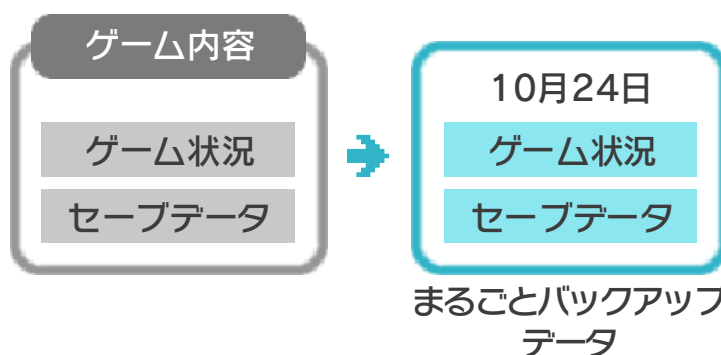 ゲーム内容
ゲーム状況
セーブデータ
10月24日
ゲーム状況
セーブデータ
まるごとバックアップ
データ